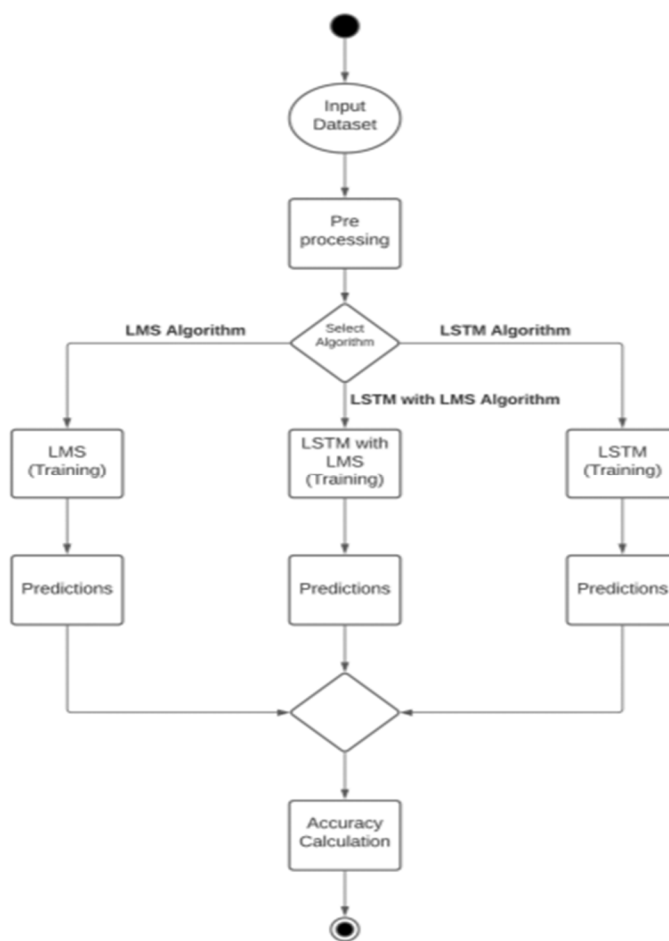 Input
Dataset
Pre
processing
Select
Algorithm
LMS Algorithm
LSTM Algorithm
LSTM with LMS Algorithm
LMS
(Training)
LSTM with
LMS
(Training)
LSTM
(Training)
Predictions
Predictions
Predictions
Accuracy
Calculation